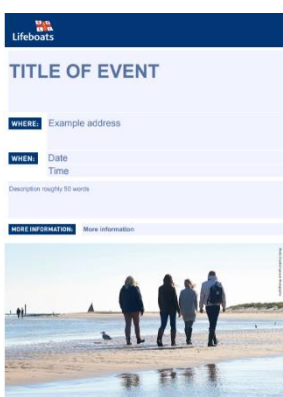 Lifeboats
TITLE OF EVENT
WHERE: Example address
WHEN: Date
Time
Description roughly 50 words
MORE INFORMATION: More information